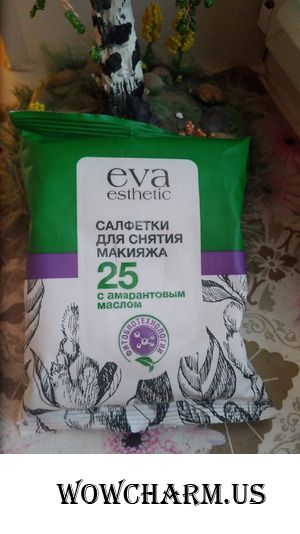 eva
esthetic
САЛФЕТКИ
ДЛЯ СНЯТИЯ
МАКИЯЖА
25
с амарантовым
маслом
ФИТОБИОТЕХНОЛОГИИ
WOWCHARM.US